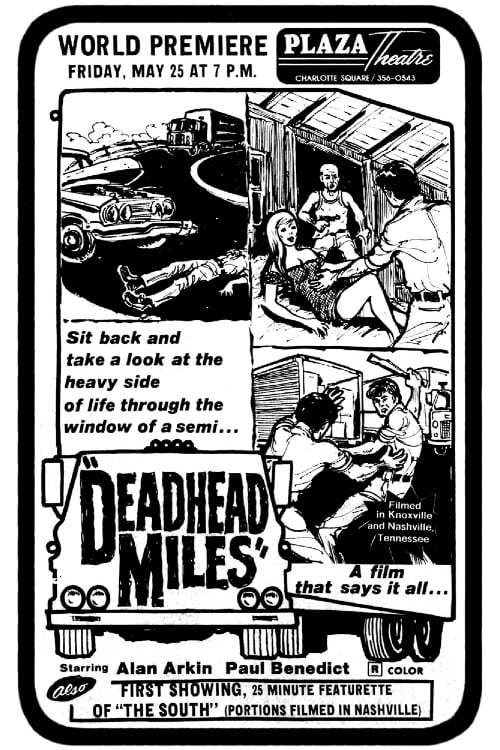 WORLD PREMIERE
FRIDAY, MAY 25 AT 7 P.M.
PLAZA Theatre
CHARLOTTE SQUARE / 356-0543
Sit back and
take a look at the
heavy side
of life through the
window of a semi...
"DEADHEAD
MILES"
Filmed
in Knoxville
and Nashville,
Tennessee
A film
that says it all...
Starring Alan Arkin Paul Benedict R COLOR
Also
FIRST SHOWING, 25 MINUTE FEATURETTE
OF "THE SOUTH" (PORTIONS FILMED IN NASHVILLE)